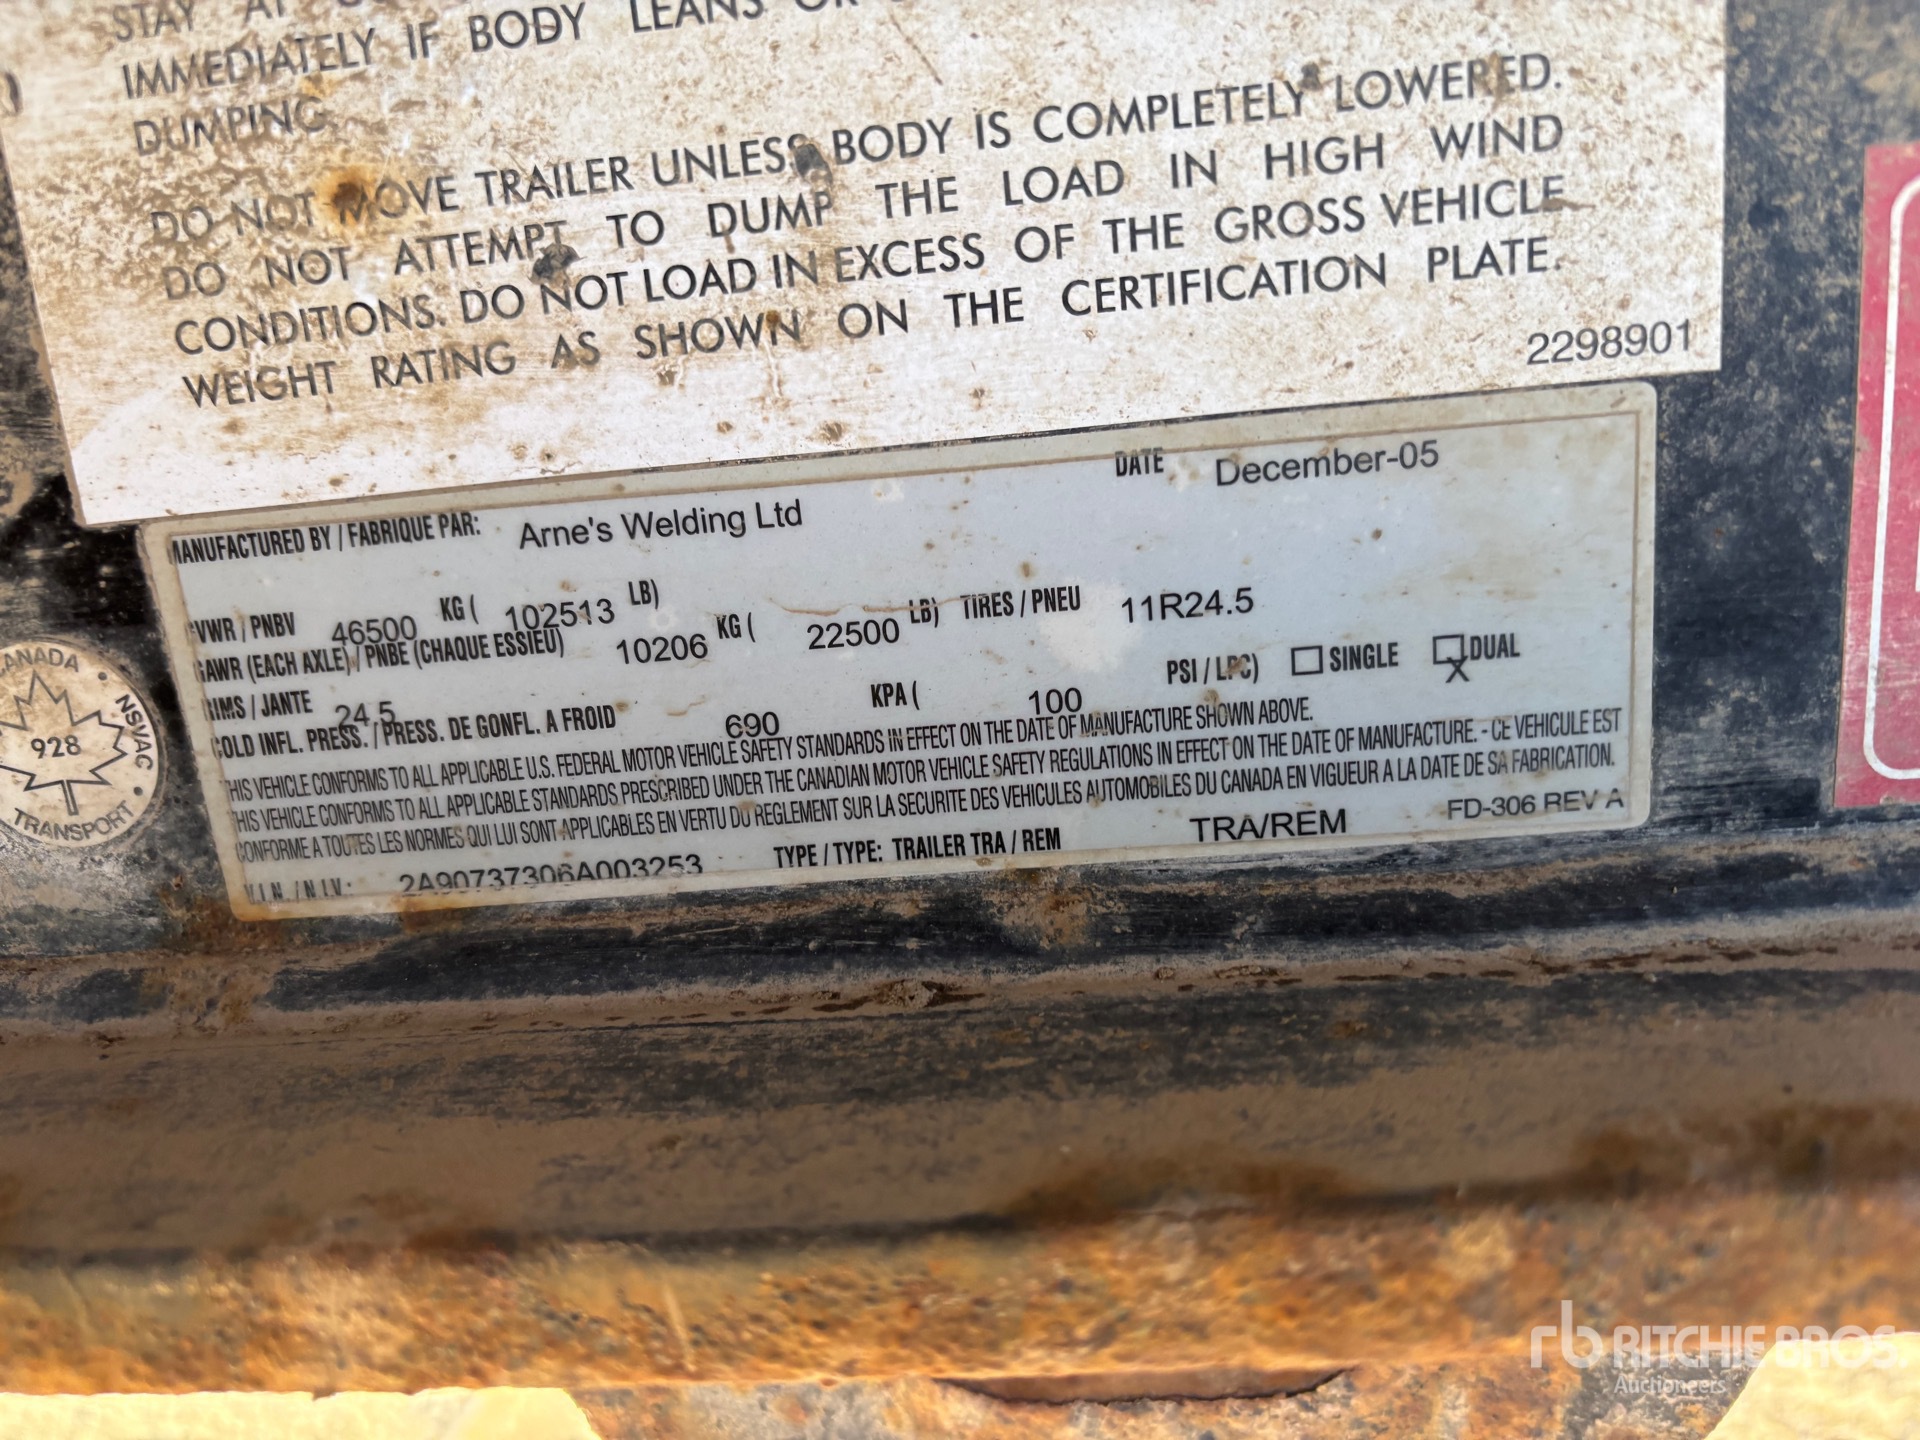 STAY AT
IMMEDIATELY IF BODY LEANS OR
DUMPING.
DO NOT MOVE TRAILER UNLESS BODY IS COMPLETELY LOWERED.
DO NOT ATTEMPT TO DUMP THE LOAD IN HIGH WIND
CONDITIONS. DO NOT LOAD IN EXCESS OF THE GROSS VEHICLE
WEIGHT RATING AS SHOWN ON THE CERTIFICATION PLATE.
2298901
DATE December-05
MANUFACTURED BY / FABRIQUE PAR: Arne's Welding Ltd
GVWR / PNBV 46500 KG ( 102513 LB)
GAWR (EACH AXLE) / PNBE (CHAQUE ESSIEU) 10206 KG ( 22500 LB) TIRES / PNEU 11R24.5
RIMS / JANTE 24.5
COLD INFL. PRESS. / PRESS. DE GONFL. A FROID 690 KPA ( 100 PSI / LPC) SINGLE X DUAL
THIS VEHICLE CONFORMS TO ALL APPLICABLE U.S. FEDERAL MOTOR VEHICLE SAFETY STANDARDS IN EFFECT ON THE DATE OF MANUFACTURE SHOWN ABOVE.
THIS VEHICLE CONFORMS TO ALL APPLICABLE STANDARDS PRESCRIBED UNDER THE CANADIAN MOTOR VEHICLE SAFETY REGULATIONS IN EFFECT ON THE DATE OF MANUFACTURE. - CE VEHICULE EST
CONFORME A TOUTES LES NORMES QUI LUI SONT APPLICABLES EN VERTU DU REGLEMENT SUR LA SECURITE DES VEHICULES AUTOMOBILES DU CANADA EN VIGUEUR A LA DATE DE SA FABRICATION.
V.I.N. / N.I.V.: 2A90737306A003253 TYPE / TYPE: TRAILER TRA / REM TRA/REM FD-306 REV A
CANADA • NSVAC • TRANSPORT •
928
rb RITCHIE BROS.
Auctioneers